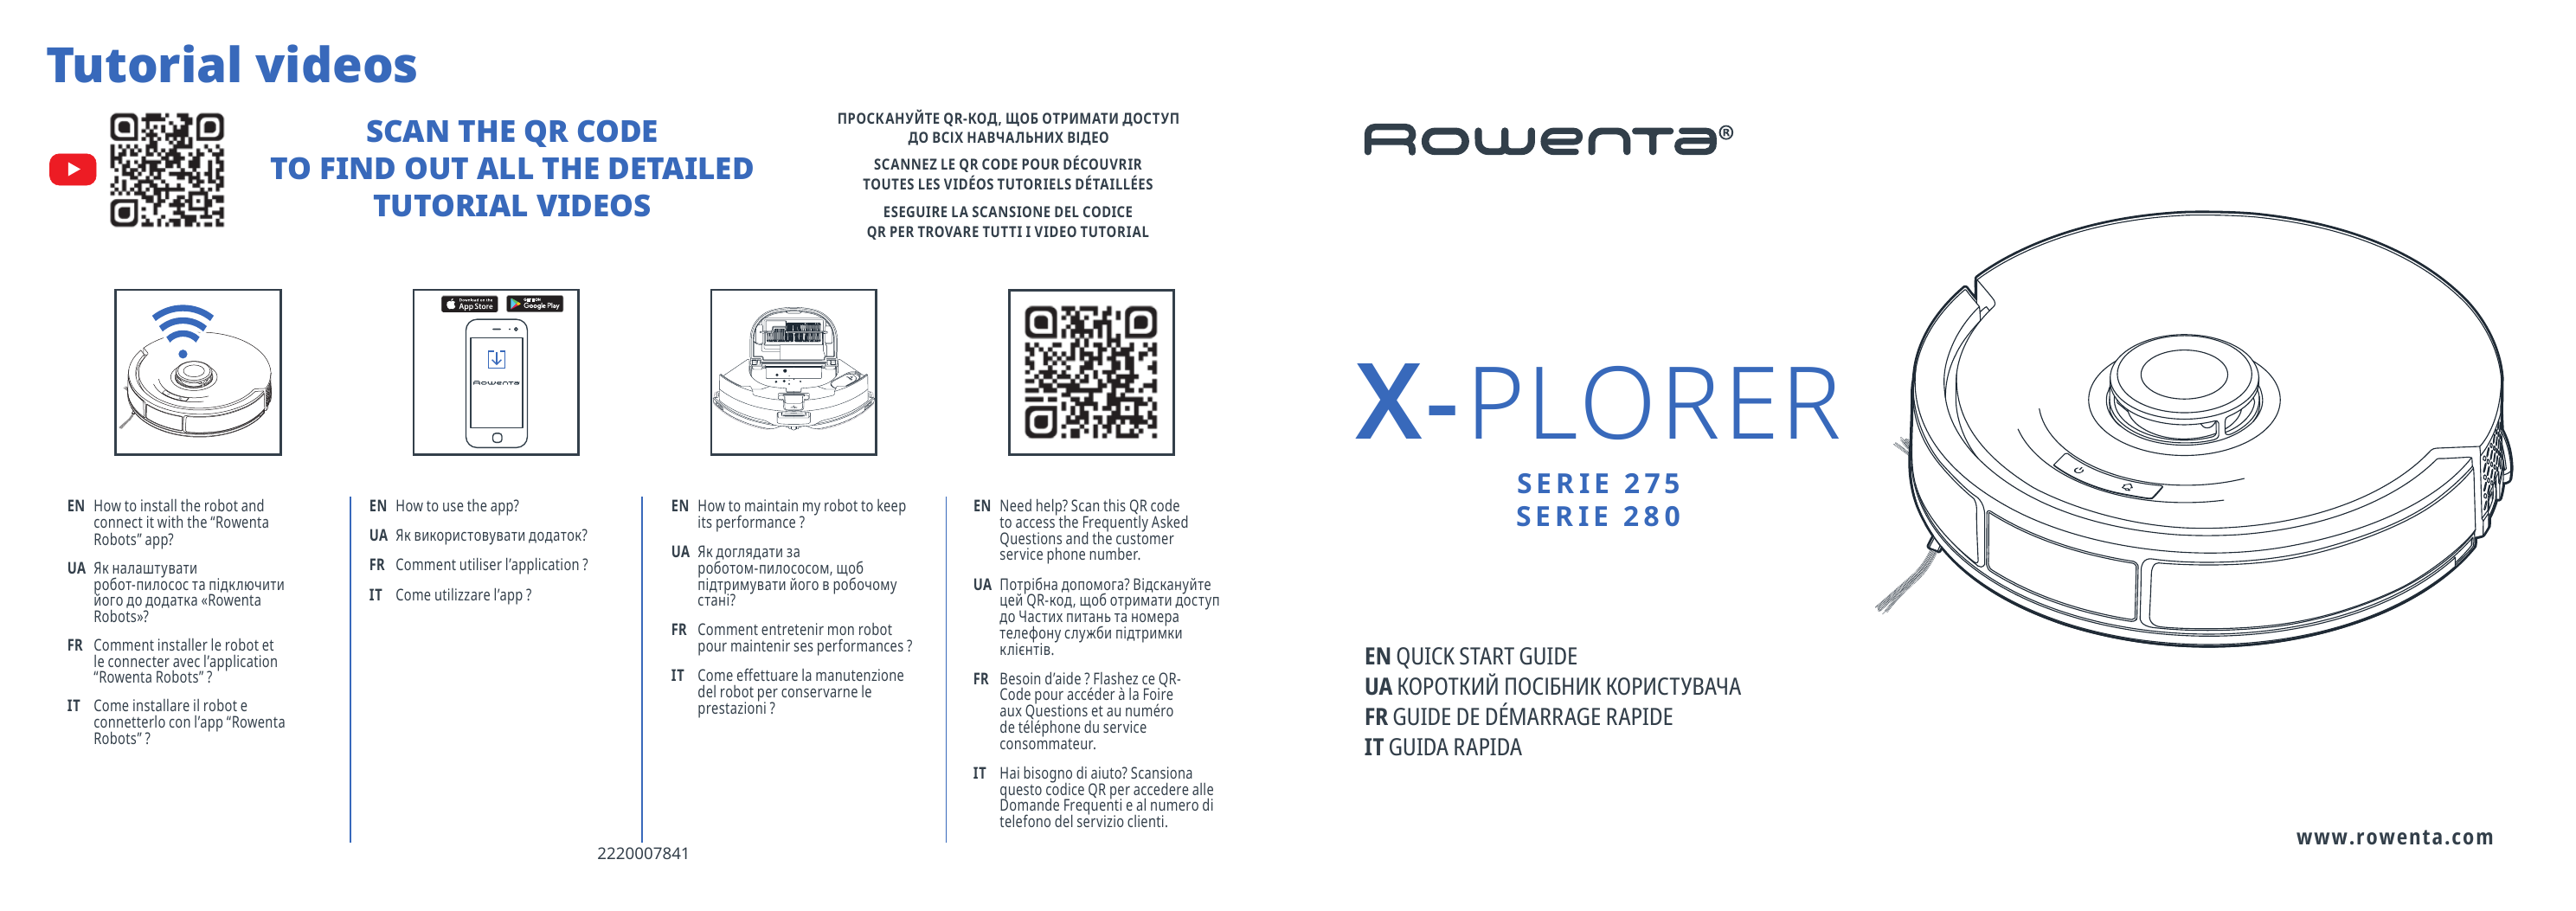 Tutorial videos
SCAN THE QR CODE
TO FIND OUT ALL THE DETAILED
TUTORIAL VIDEOS
ПРОСКАНУЙТЕ QR-КОД, ЩОБ ОТРИМАТИ ДОСТУП
ДО ВСІХ НАВЧАЛЬНИХ ВІДЕО
SCANNEZ LE QR CODE POUR DÉCOUVRIR
TOUTES LES VIDÉOS TUTORIELS DÉTAILLÉES
ESEGUIRE LA SCANSIONE DEL CODICE
QR PER TROVARE TUTTI I VIDEO TUTORIAL
Download on the
App Store
GET IT ON
Google Play
Rowenta
EN How to install the robot and
connect it with the “Rowenta
Robots” app?
UA Як налаштувати
робот-пилосос та підключити
його до додатка «Rowenta
Robots»?
FR Comment installer le robot et
le connecter avec l’application
“Rowenta Robots” ?
IT Come installare il robot e
connetterlo con l’app “Rowenta
Robots” ?
EN How to use the app?
UA Як використовувати додаток?
FR Comment utiliser l’application ?
IT Come utilizzare l’app ?
EN How to maintain my robot to keep
its performance ?
UA Як доглядати за
роботом-пилососом, щоб
підтримувати його в робочому
стані?
FR Comment entretenir mon robot
pour maintenir ses performances ?
IT Come effettuare la manutenzione
del robot per conservarne le
prestazioni ?
EN Need help? Scan this QR code
to access the Frequently Asked
Questions and the customer
service phone number.
UA Потрібна допомога? Відскануйте
цей QR-код, щоб отримати доступ
до Частих питань та номера
телефону служби підтримки
клієнтів.
FR Besoin d’aide ? Flashez ce QR-
Code pour accéder à la Foire
aux Questions et au numéro
de téléphone du service
consommateur.
IT Hai bisogno di aiuto? Scansiona
questo codice QR per accedere alle
Domande Frequenti e al numero di
telefono del servizio clienti.
2220007841
Rowenta®
X-PLORER
SERIE 275
SERIE 280
EN QUICK START GUIDE
UA КОРОТКИЙ ПОСІБНИК КОРИСТУВАЧА
FR GUIDE DE DÉMARRAGE RAPIDE
IT GUIDA RAPIDA
www.rowenta.com